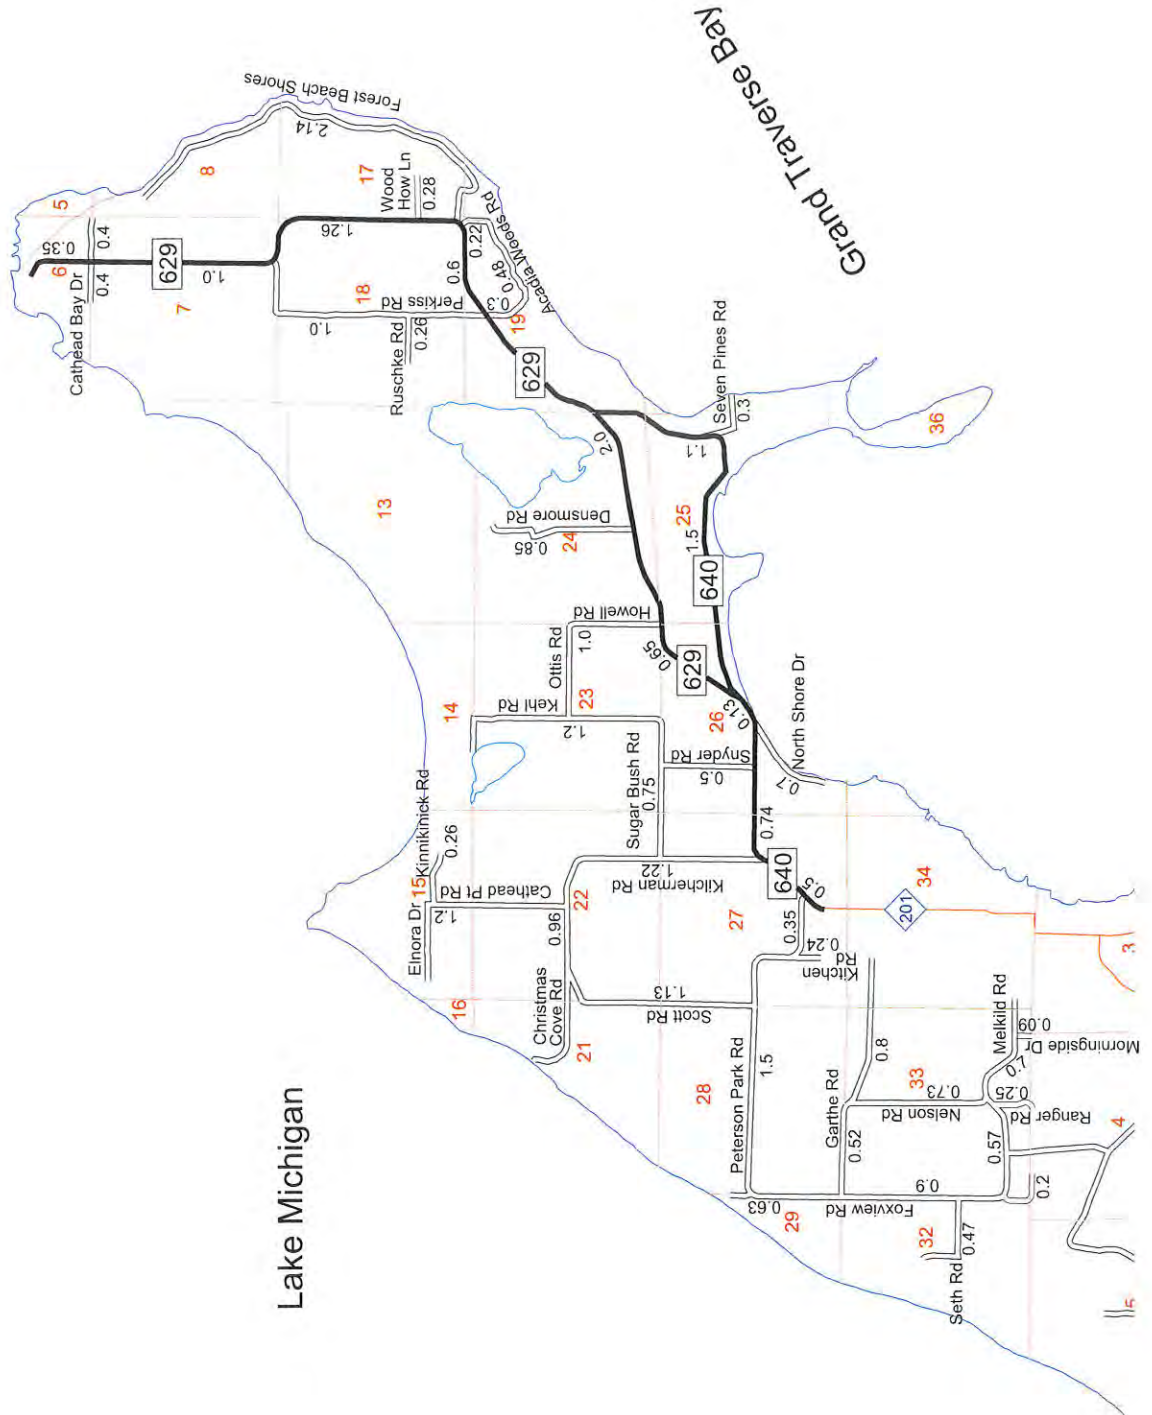 Grand Traverse Bay
Forest Beach Shores
2.14
5
8
0.35
6
0.4
0.4
Cathead Bay Dr
629
1.0
7
17
Wood
How Ln
0.28
1.26
18
Perkiss Rd
1.0
Ruschke Rd
0.26
0.6
0.22
0.48
0.3
Acadia Woods Rd
19
629
2.0
Seven Pines Rd
0.3
1.1
36
13
Densmore Rd
0.85
24
25
1.5
640
Howell Rd
Ottis Rd
1.0
0.65
629
14
Kehl Rd
23
1.2
26
0.13
North Shore Dr
0.7
Snyder Rd
0.5
Sugar Bush Rd
0.75
0.74
Kinnikinick Rd
0.26
15
Elnora Dr
1.2
Cathead Pt Rd
22
0.96
1.22
Kilcherman Rd
640
0.5
34
201
27
0.35
0.24
Kitchen
Rd
16
Christmas
Cove Rd
21
1.13
Scott Rd
28
Peterson Park Rd
1.5
Garthe Rd
0.8
0.52
33
0.73
Nelson Rd
Melkild Rd
0.09
Morningside Dr
0.7
0.25
Ranger Rd
0.57
3
4
0.63
29
Foxview Rd
0.9
0.2
32
0.47
Seth Rd
5
Lake Michigan